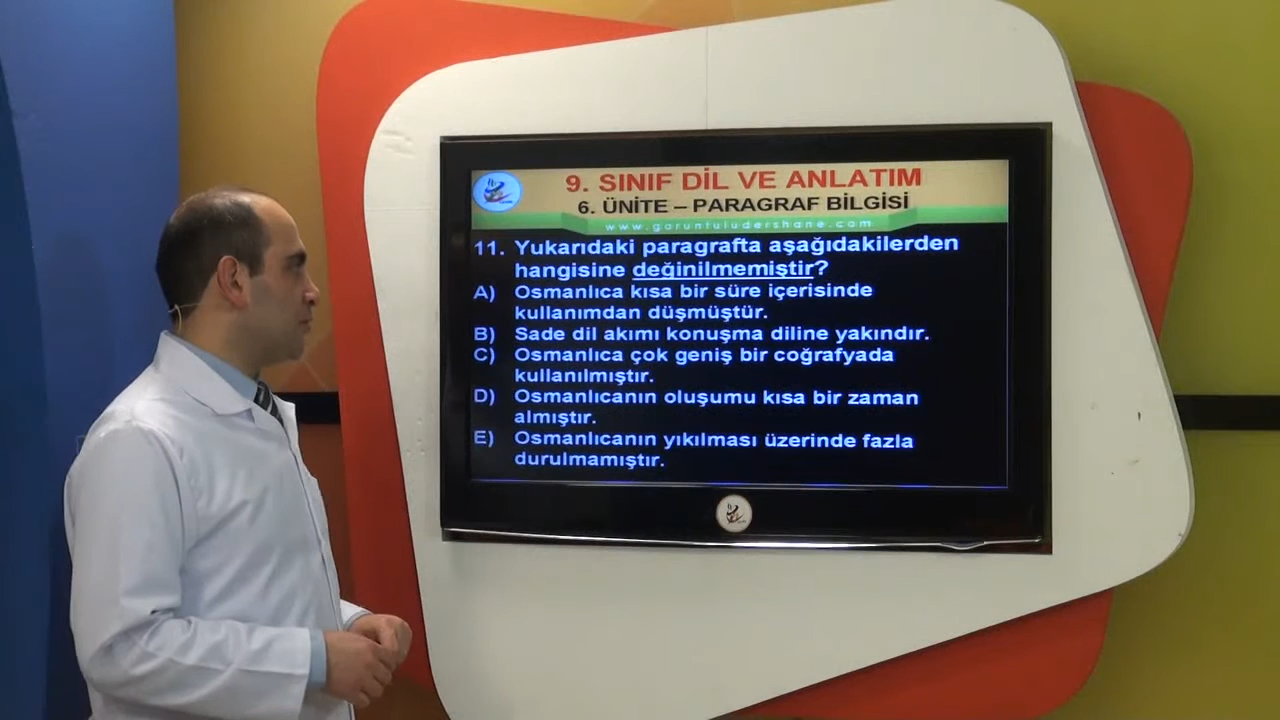 9. SINIF DİL VE ANLATIM
6. ÜNİTE – PARAGRAF BİLGİSİ
www.goruntuludershane.com
11. Yukarıdaki paragrafta aşağıdakilerden
hangisine değinilmemiştir?
A) Osmanlıca kısa bir süre içerisinde
kullanımdan düşmüştür.
B) Sade dil akımı konuşma diline yakındır.
C) Osmanlıca çok geniş bir coğrafyada
kullanılmıştır.
D) Osmanlıcanın oluşumu kısa bir zaman
almıştır.
E) Osmanlıcanın yıkılması üzerinde fazla
durulmamıştır.